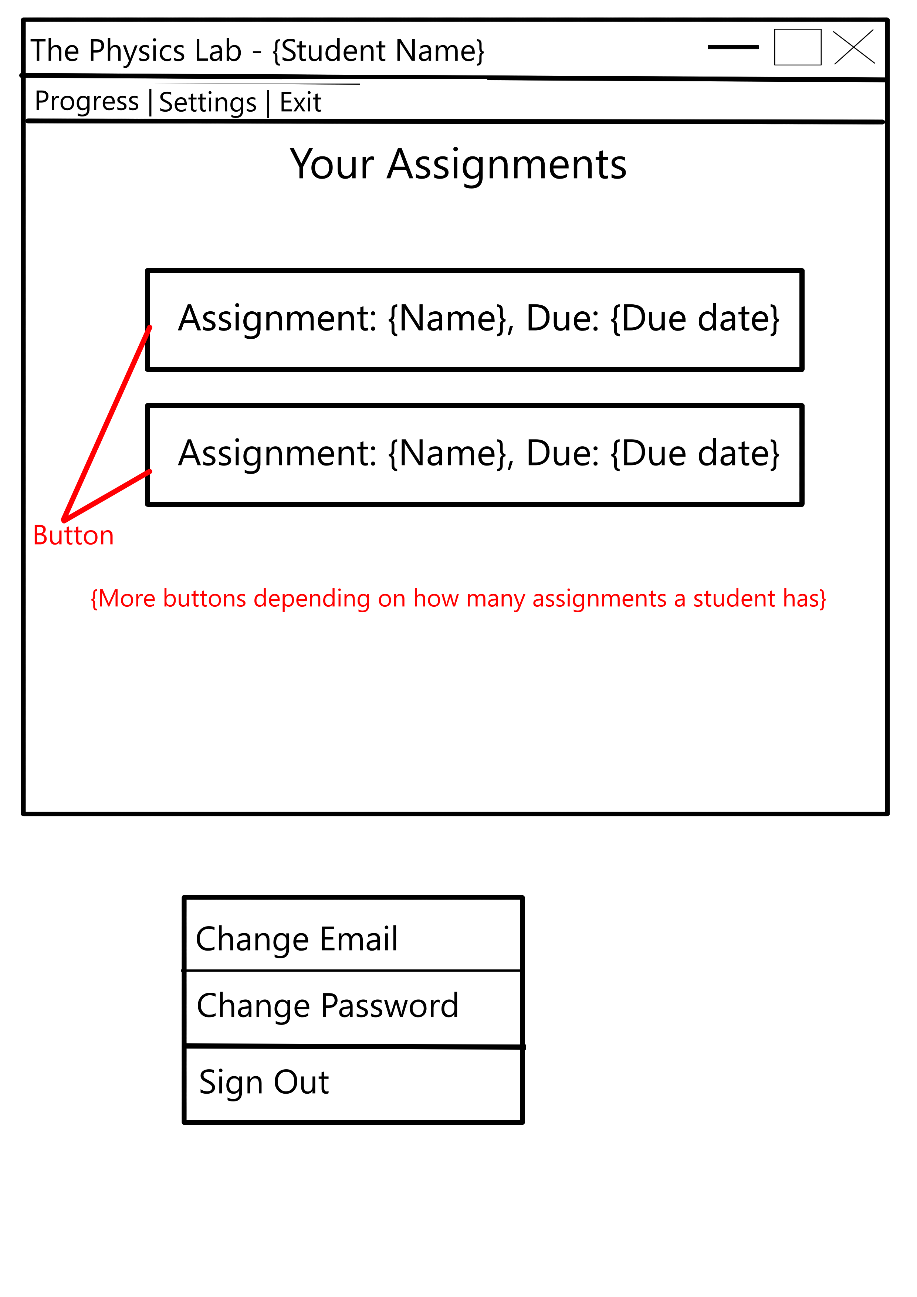 The Physics Lab - {Student Name}
Progress | Settings | Exit
Your Assignments
Assignment: {Name}, Due: {Due date}
Assignment: {Name}, Due: {Due date}
Button
{More buttons depending on how many assignments a student has}
Change Email
Change Password
Sign Out